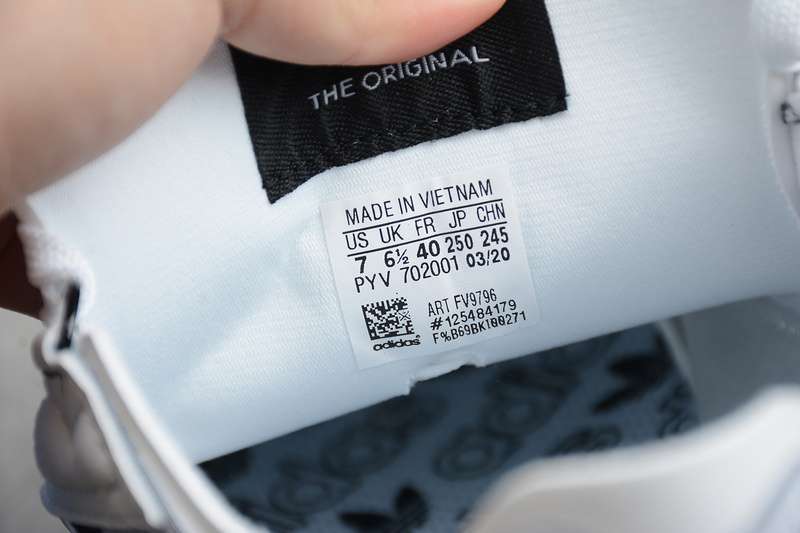 THE ORIGINAL
MADE IN VIETNAM
US UK FR JP CHN
7 6½ 40 250 245
PYV 702001 03/20
ART FV9796
#125484179
F%B69BK100271
adidas